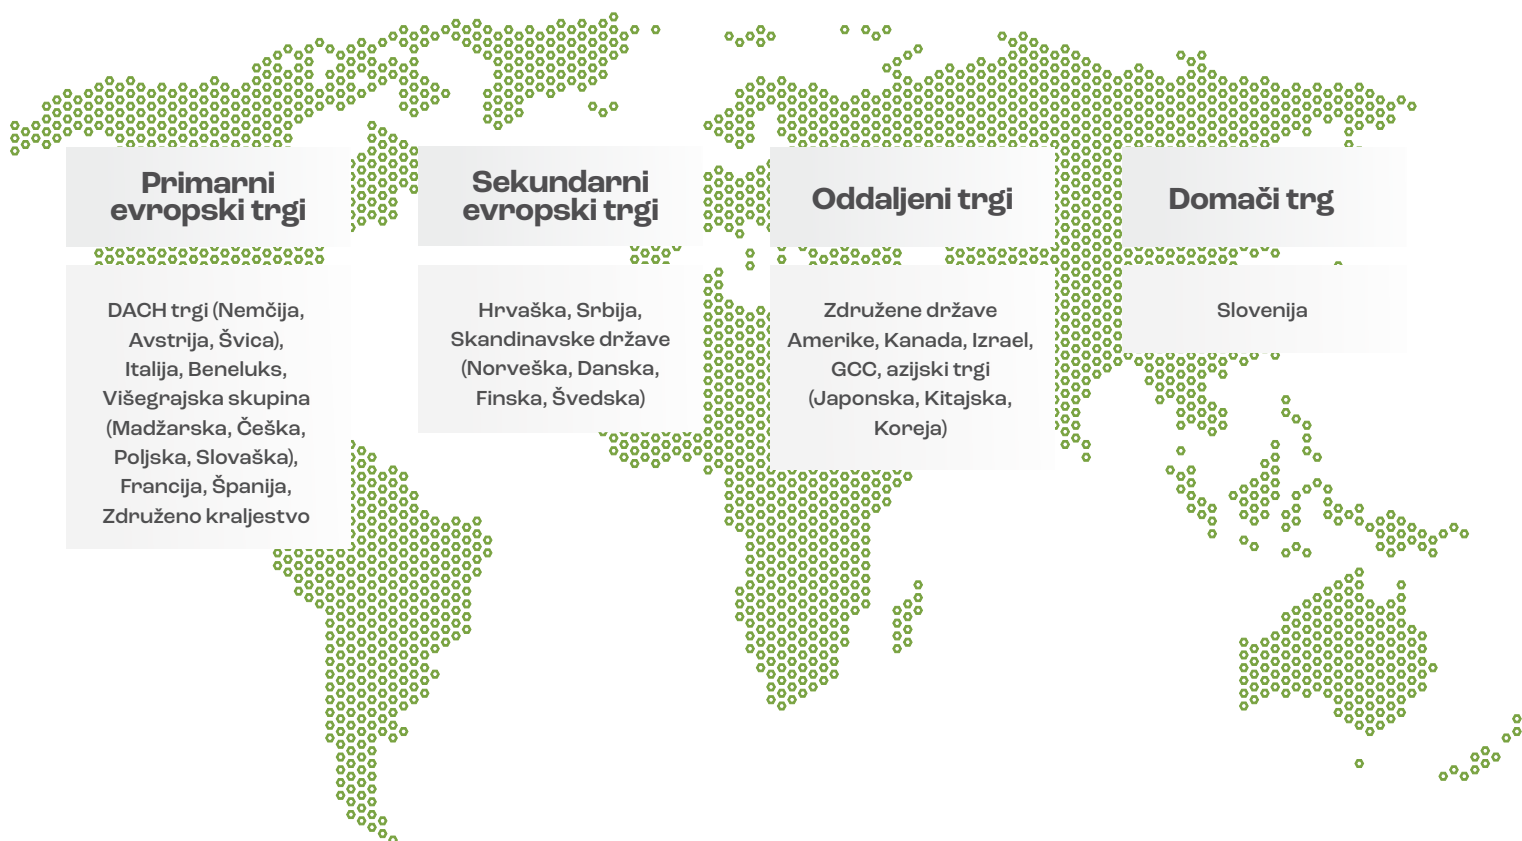 Primarni
evropski trgi
DACH trgi (Nemčija,
Avstrija, Švica),
Italija, Beneluks,
Višegrajska skupina
(Madžarska, Češka,
Poljska, Slovaška),
Francija, Španija,
Združeno kraljestvo
Sekundarni
evropski trgi
Hrvaška, Srbija,
Skandinavske države
(Norveška, Danska,
Finska, Švedska)
Oddaljeni trgi
Združene države
Amerike, Kanada, Izrael,
GCC, azijski trgi
(Japonska, Kitajska,
Koreja)
Domači trg
Slovenija